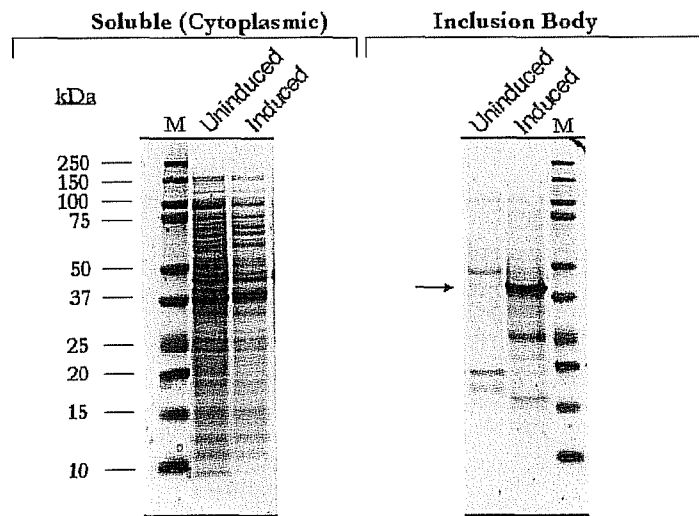 Soluble (Cytoplasmic)
Inclusion Body
kDa
M
Uninduced
Induced
Uninduced
Induced
M
250
150
100
75
50
37
25
20
15
10